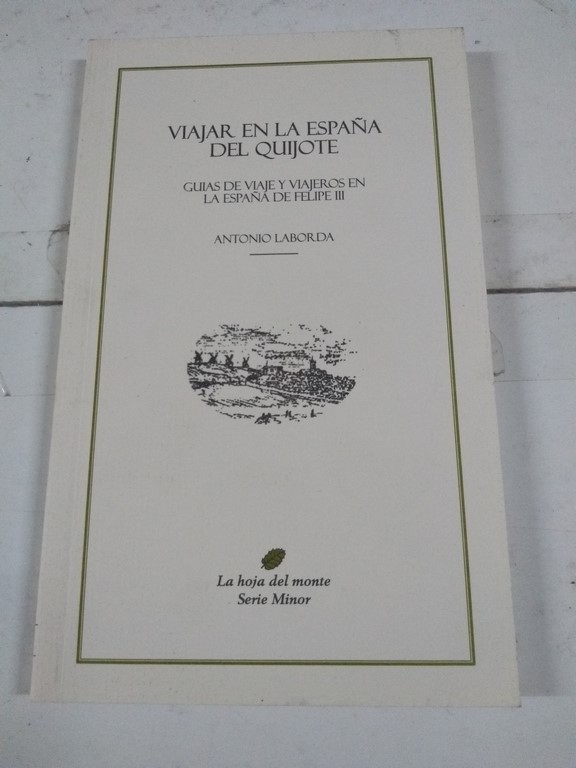 VIAJAR EN LA ESPAÑA
DEL QUIJOTE
GUIAS DE VIAJE Y VIAJEROS EN
LA ESPAÑA DE FELIPE III
ANTONIO LABORDA
La hoja del monte
Serie Minor